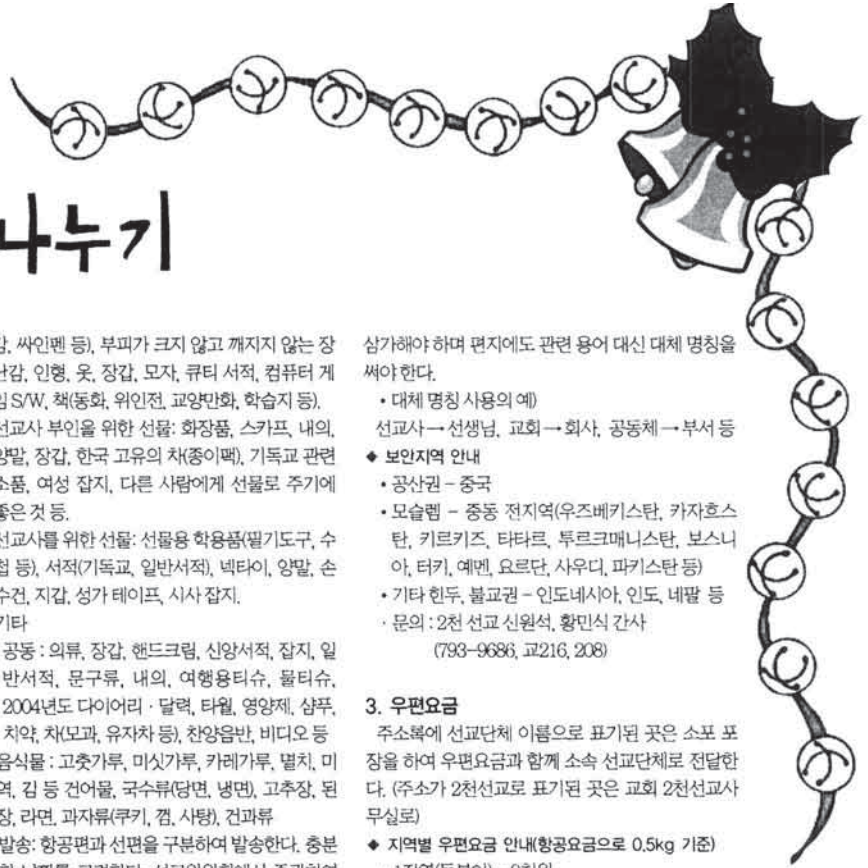 나누기
감, 싸인펜 등), 부피가 크지 않고 깨지지 않는 장
난감, 인형, 옷, 장갑, 모자, 큐티 서적, 컴퓨터 게
임 S/W, 책(동화, 위인전, 교양만화, 학습지 등).
선교사 부인을 위한 선물: 화장품, 스카프, 내의,
양말, 장갑, 한국 고유의 차(종이팩), 기독교 관련
소품, 여성 잡지, 다른 사람에게 선물로 주기에
좋은 것 등.
선교사를 위한 선물: 선물용 학용품(필기도구, 수
첩 등), 서적(기독교, 일반서적), 넥타이, 양말, 손
수건, 지갑, 성가 테이프, 시사 잡지.
기타
공동 : 의류, 장갑, 핸드크림, 신앙서적, 잡지, 일
반서적, 문구류, 내의, 여행용티슈, 물티슈,
2004년도 다이어리 · 달력, 타월, 영양제, 샴푸,
치약, 차(모과, 유자차 등), 찬양음반, 비디오 등
음식물 : 고춧가루, 미싯가루, 카레가루, 멸치, 미
역, 김 등 건어물, 국수류(당면, 냉면), 고추장, 된
장, 라면, 과자류(쿠키, 껌, 사탕), 건과류
발송: 항공편과 선편을 구분하여 발송한다. 충분
삼가해야 하며 편지에도 관련 용어 대신 대체 명칭을
써야 한다.
• 대체 명칭 사용의 예)
선교사 → 선생님, 교회 → 회사, 공동체 → 부서 등
◆ 보안지역 안내
• 공산권 – 중국
• 모슬렘 – 중동 전지역(우즈베키스탄, 카자흐스
탄, 키르키즈, 타타르, 투르크매니스탄, 보스니
아, 터키, 예멘, 요르단, 사우디, 파키스탄 등)
• 기타 힌두, 불교권 – 인도네시아, 인도, 네팔 등
· 문의 : 2천 선교 신원석, 황민식 간사
(793-9686, 교216, 208)
3. 우편요금
주소록에 선교단체 이름으로 표기된 곳은 소포 포
장을 하여 우편요금과 함께 소속 선교단체로 전달한
다. (주소가 2천선교로 표기된 곳은 교회 2천선교사
무실로)
◆ 지역별 우편요금 안내(항공요금으로 0.5kg 기준)